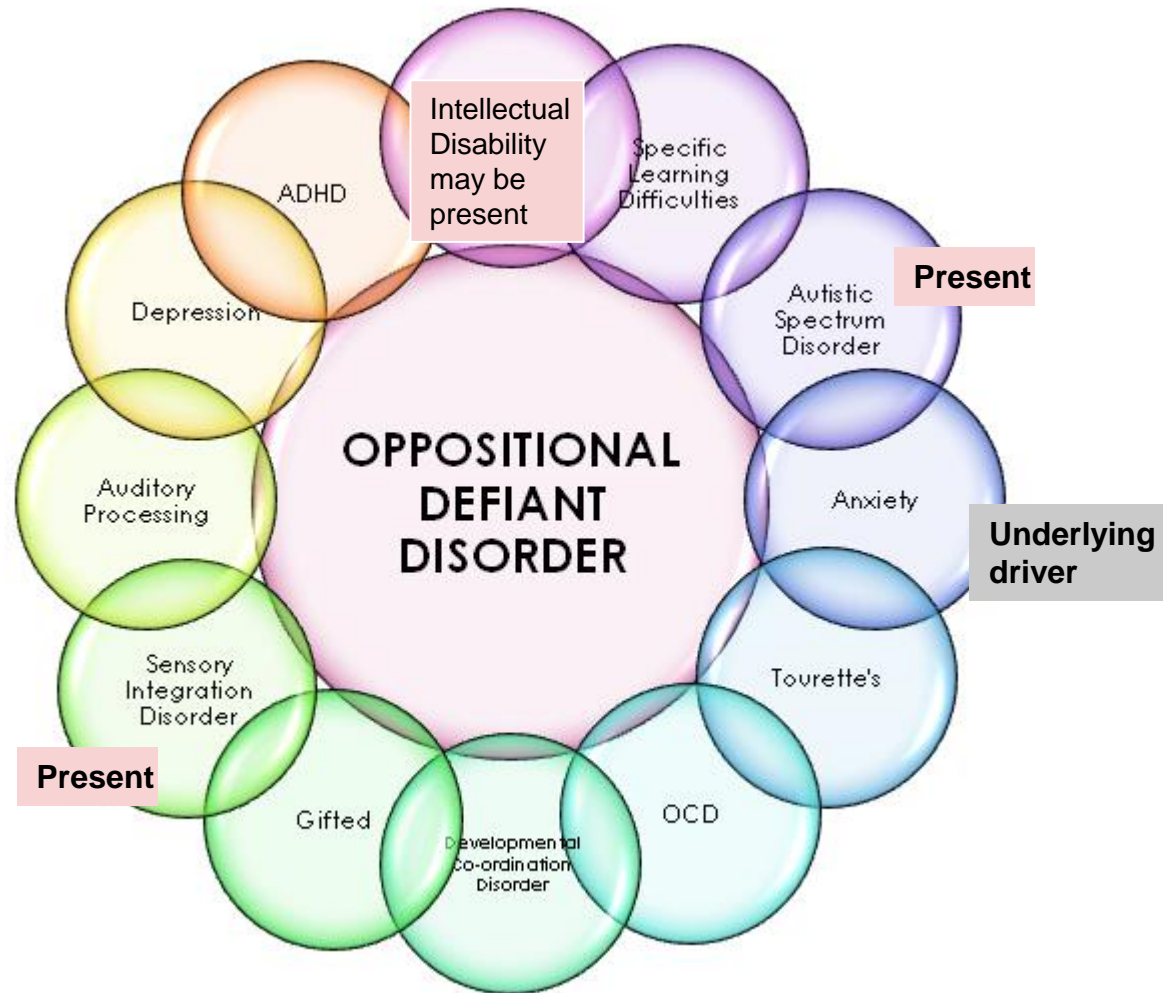 Intellectual
Disability
may be
present
Specific
Learning
Difficulties
ADHD
Present
Autistic
Spectrum
Disorder
Depression
OPPOSITIONAL
DEFIANT
DISORDER
Auditory
Processing
Anxiety
Underlying
driver
Sensory
Integration
Disorder
Tourette's
Present
Gifted
OCD
Developmental
Co-ordination
Disorder